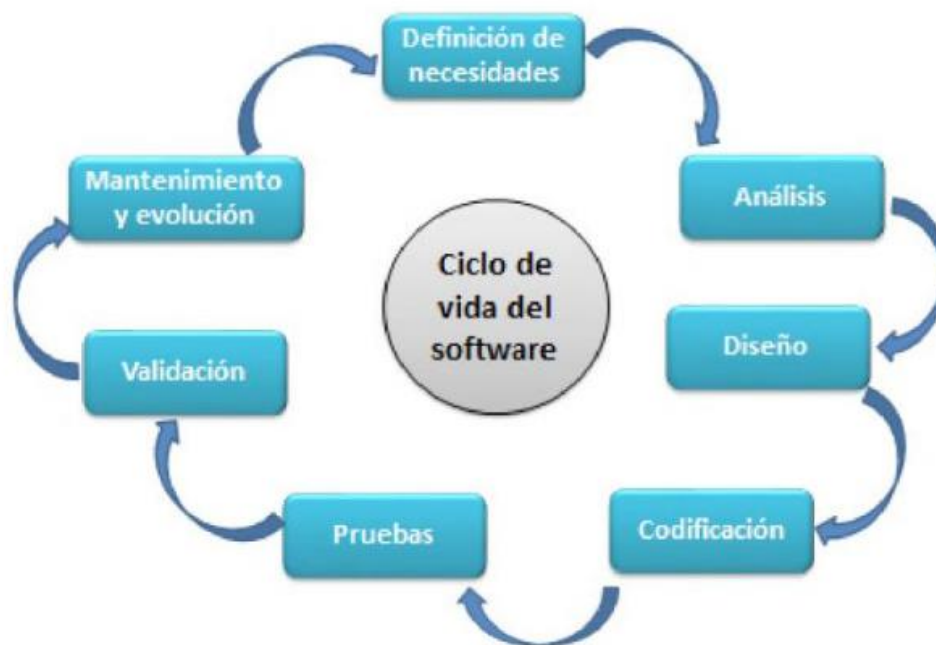 Definición de
necesidades
Análisis
Diseño
Codificación
Pruebas
Validación
Mantenimiento
y evolución
Ciclo de
vida del
software